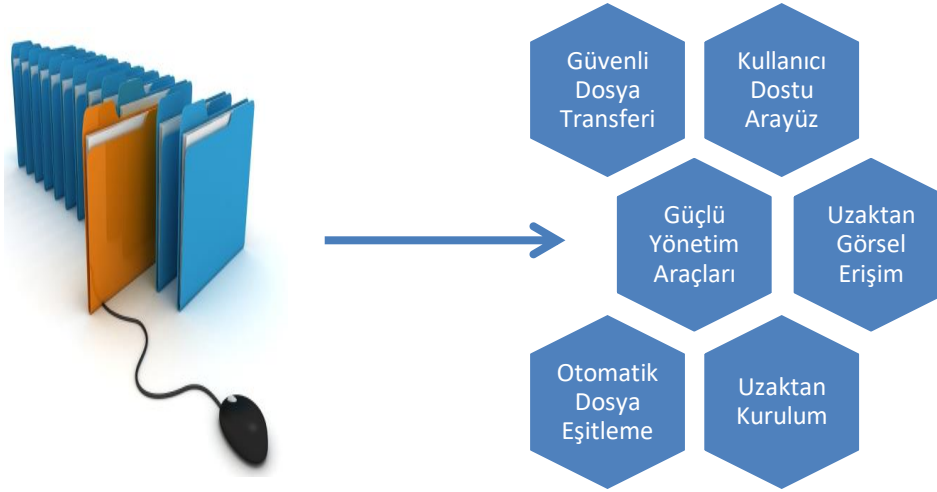 Güvenli
Dosya
Transferi
Kullanıcı
Dostu
Arayüz
Güçlü
Yönetim
Araçları
Uzaktan
Görsel
Erişim
Otomatik
Dosya
Eşitleme
Uzaktan
Kurulum